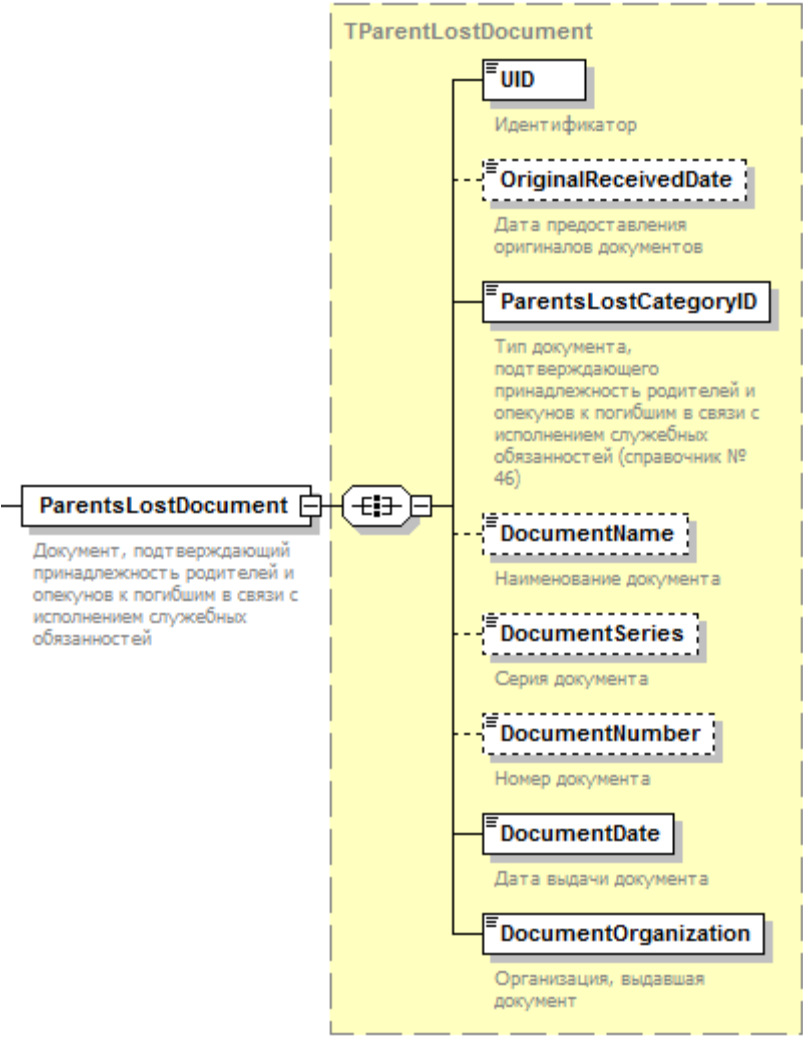 TParentLostDocument
UID
Идентификатор
OriginalReceivedDate
Дата предоставления
оригиналов документов
ParentsLostCategoryID
Тип документа,
подтверждающего
принадлежность родителей и
опекунов к погибшим в связи с
исполнением служебных
обязанностей (справочник №
46)
ParentsLostDocument
Документ, подтверждающий
принадлежность родителей и
опекунов к погибшим в связи с
исполнением служебных
обязанностей
DocumentName
Наименование документа
DocumentSeries
Серия документа
DocumentNumber
Номер документа
DocumentDate
Дата выдачи документа
DocumentOrganization
Организация, выдавшая
документ